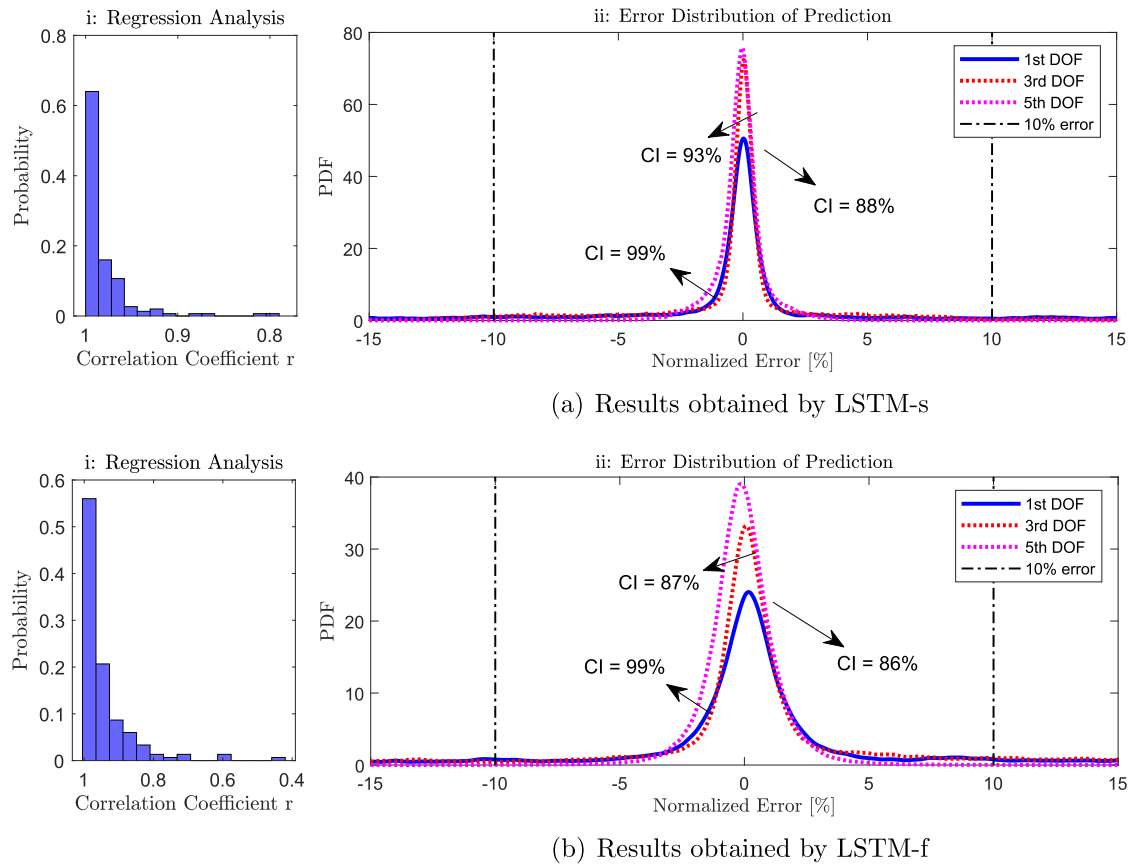 i: Regression Analysis
0.8
0.6
0.4
0.2
0
Probability
1
0.9
0.8
Correlation Coefficient r
ii: Error Distribution of Prediction
80
60
40
20
0
PDF
1st DOF
3rd DOF
5th DOF
10% error
CI = 93%
CI = 88%
CI = 99%
-15
-10
-5
0
5
10
15
Normalized Error [%]
(a) Results obtained by LSTM-s
i: Regression Analysis
0.6
0.5
0.4
0.3
0.2
0.1
0
Probability
1
0.8
0.6
0.4
Correlation Coefficient r
ii: Error Distribution of Prediction
40
30
20
10
0
PDF
1st DOF
3rd DOF
5th DOF
10% error
CI = 87%
CI = 99%
CI = 86%
-15
-10
-5
0
5
10
15
Normalized Error [%]
(b) Results obtained by LSTM-f